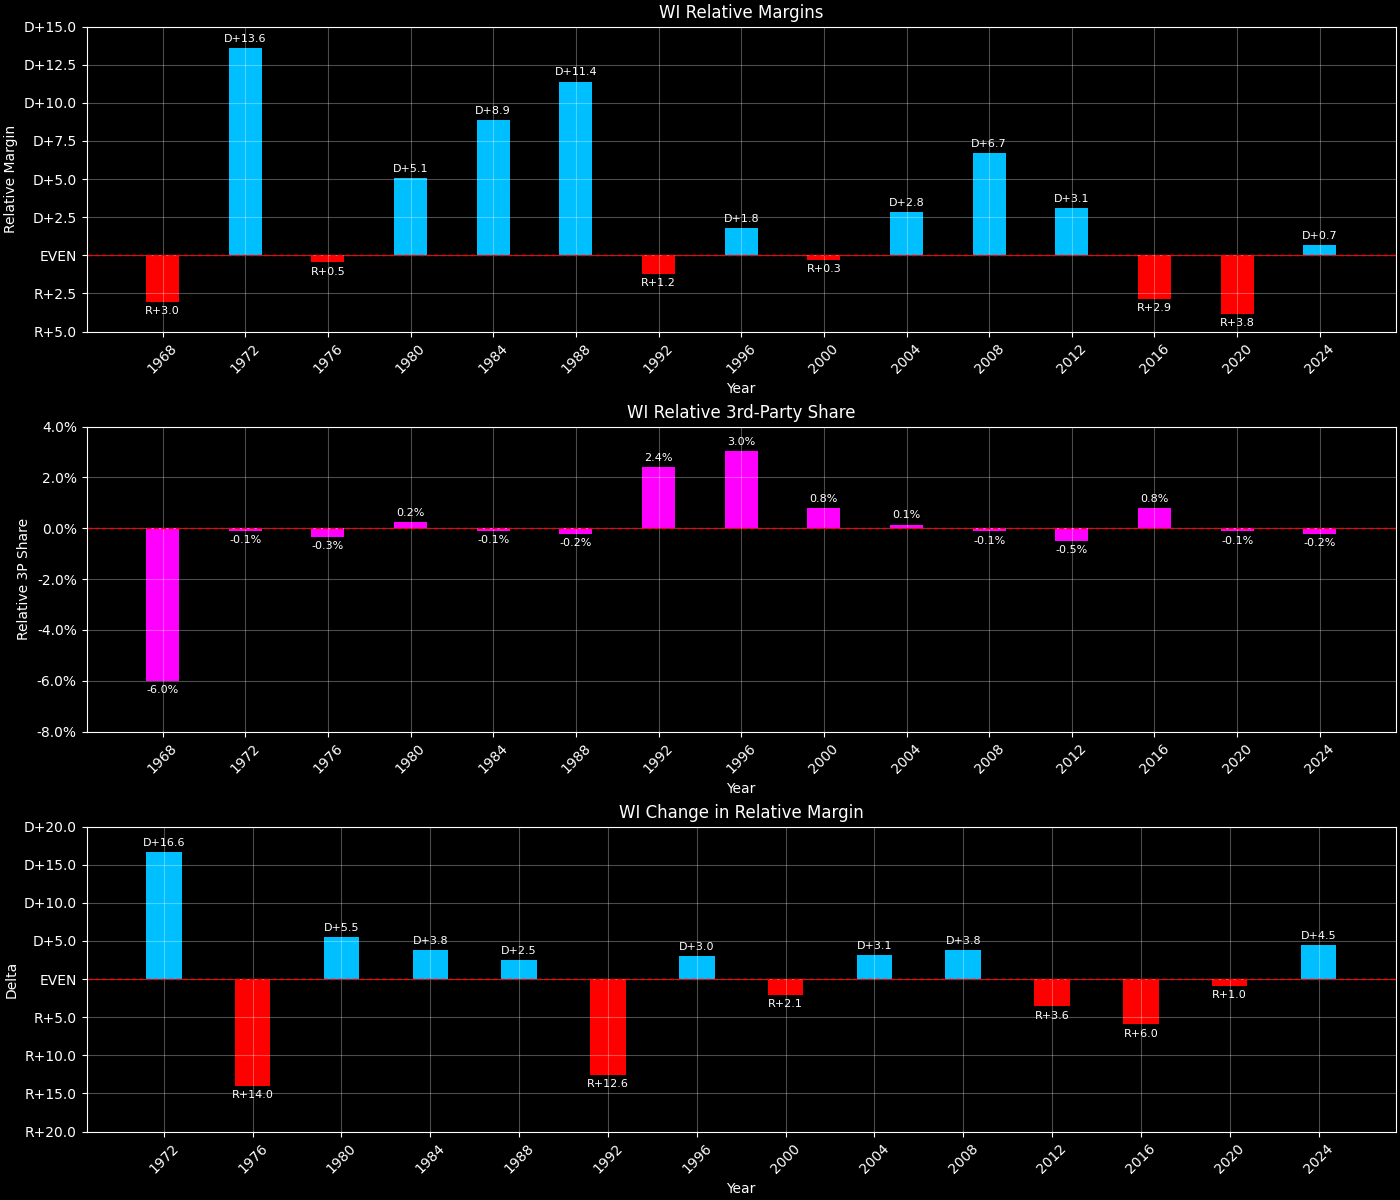 WI Relative Margins
Relative Margin
D+15.0
D+12.5
D+10.0
D+7.5
D+5.0
D+2.5
EVEN
R+2.5
R+5.0
R+3.0
D+13.6
R+0.5
D+5.1
D+8.9
D+11.4
R+1.2
D+1.8
R+0.3
D+2.8
D+6.7
D+3.1
R+2.9
R+3.8
D+0.7
1968 1972 1976 1980 1984 1988 1992 1996 2000 2004 2008 2012 2016 2020 2024
Year
WI Relative 3rd-Party Share
Relative 3P Share
4.0%
2.0%
0.0%
-2.0%
-4.0%
-6.0%
-8.0%
-6.0%
-0.1%
-0.3%
0.2%
-0.1%
-0.2%
2.4%
3.0%
0.8%
0.1%
-0.1%
-0.5%
0.8%
-0.1%
-0.2%
1968 1972 1976 1980 1984 1988 1992 1996 2000 2004 2008 2012 2016 2020 2024
Year
WI Change in Relative Margin
Delta
D+20.0
D+15.0
D+10.0
D+5.0
EVEN
R+5.0
R+10.0
R+15.0
R+20.0
D+16.6
R+14.0
D+5.5
D+3.8
D+2.5
R+12.6
D+3.0
R+2.1
D+3.1
D+3.8
R+3.6
R+6.0
R+1.0
D+4.5
1972 1976 1980 1984 1988 1992 1996 2000 2004 2008 2012 2016 2020 2024
Year